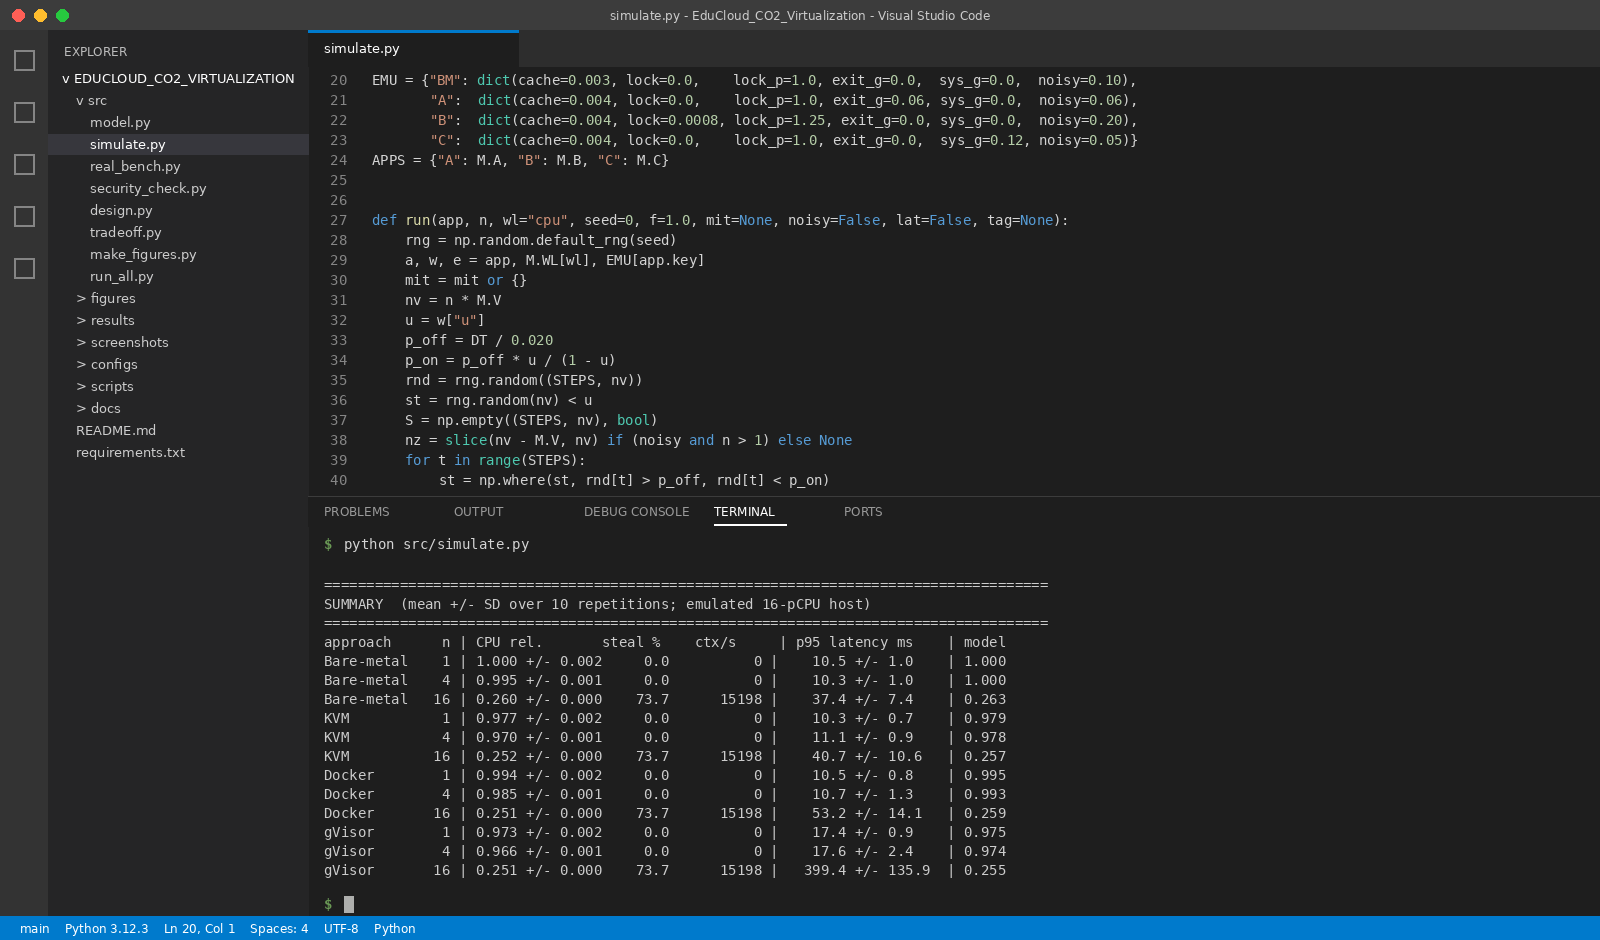 simulate.py - EduCloud_CO2_Virtualization - Visual Studio Code
EXPLORER
v EDUCLOUD_CO2_VIRTUALIZATION
v src
model.py
simulate.py
real_bench.py
security_check.py
design.py
tradeoff.py
make_figures.py
run_all.py
> figures
> results
> screenshots
> configs
> scripts
> docs
README.md
requirements.txt
simulate.py
20 EMU = {"BM": dict(cache=0.003, lock=0.0,    lock_p=1.0, exit_g=0.0,  sys_g=0.0,  noisy=0.10),
21        "A":  dict(cache=0.004, lock=0.0,    lock_p=1.0, exit_g=0.06, sys_g=0.0,  noisy=0.06),
22        "B":  dict(cache=0.004, lock=0.0008, lock_p=1.25, exit_g=0.0, sys_g=0.0,  noisy=0.20),
23        "C":  dict(cache=0.004, lock=0.0,    lock_p=1.0, exit_g=0.0,  sys_g=0.12, noisy=0.05)}
24 APPS = {"A": M.A, "B": M.B, "C": M.C}
25
26
27 def run(app, n, wl="cpu", seed=0, f=1.0, mit=None, noisy=False, lat=False, tag=None):
28     rng = np.random.default_rng(seed)
29     a, w, e = app, M.WL[wl], EMU[app.key]
30     mit = mit or {}
31     nv = n * M.V
32     u = w["u"]
33     p_off = DT / 0.020
34     p_on = p_off * u / (1 - u)
35     rnd = rng.random((STEPS, nv))
36     st = rng.random(nv) < u
37     S = np.empty((STEPS, nv), bool)
38     nz = slice(nv - M.V, nv) if (noisy and n > 1) else None
39     for t in range(STEPS):
40         st = np.where(st, rnd[t] > p_off, rnd[t] < p_on)
PROBLEMS OUTPUT DEBUG CONSOLE TERMINAL PORTS
$ python src/simulate.py
======================================================================================
SUMMARY  (mean +/- SD over 10 repetitions; emulated 16-pCPU host)
======================================================================================
approach      n | CPU rel.       steal %    ctx/s     | p95 latency ms    | model
Bare-metal    1 | 1.000 +/- 0.002     0.0          0 |    10.5 +/- 1.0    | 1.000
Bare-metal    4 | 0.995 +/- 0.001     0.0          0 |    10.3 +/- 1.0    | 1.000
Bare-metal   16 | 0.260 +/- 0.000    73.7      15198 |    37.4 +/- 7.4    | 0.263
KVM           1 | 0.977 +/- 0.002     0.0          0 |    10.3 +/- 0.7    | 0.979
KVM           4 | 0.970 +/- 0.001     0.0          0 |    11.1 +/- 0.9    | 0.978
KVM          16 | 0.252 +/- 0.000    73.7      15198 |    40.7 +/- 10.6   | 0.257
Docker        1 | 0.994 +/- 0.002     0.0          0 |    10.5 +/- 0.8    | 0.995
Docker        4 | 0.985 +/- 0.001     0.0          0 |    10.7 +/- 1.3    | 0.993
Docker       16 | 0.251 +/- 0.000    73.7      15198 |    53.2 +/- 14.1   | 0.259
gVisor        1 | 0.973 +/- 0.002     0.0          0 |    17.4 +/- 0.9    | 0.975
gVisor        4 | 0.966 +/- 0.001     0.0          0 |    17.6 +/- 2.4    | 0.974
gVisor       16 | 0.251 +/- 0.000    73.7      15198 |   399.4 +/- 135.9  | 0.255
$
main Python 3.12.3 Ln 20, Col 1 Spaces: 4 UTF-8 Python